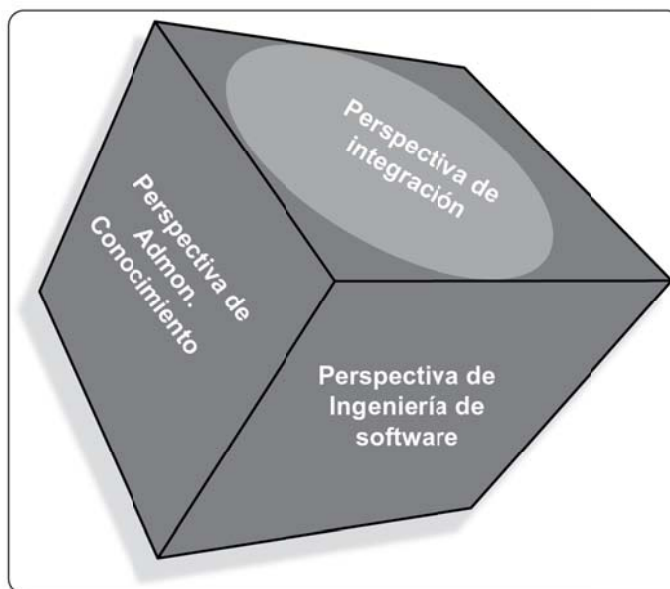 Perspectiva de
integración
Perspectiva de
Admon.
Conocimiento
Perspectiva de
Ingeniería de
software